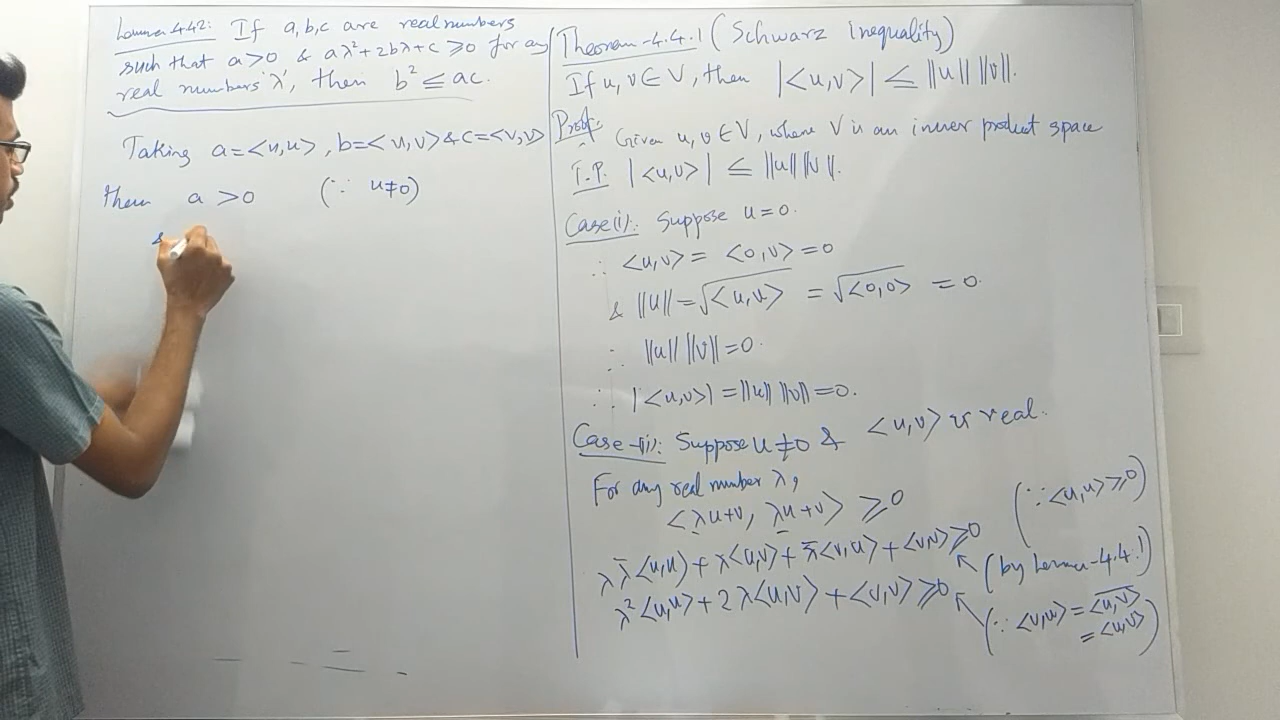 Lemma 4.4.2: If a,b,c are real numbers
such that a>0 & aλ²+2bλ+c ≥0 for any
real numbers 'λ', then b² ≤ ac.
Taking a=<u,u>, b=<u,v> & c=<v,v>
then a >0 (∵ u≠0)
&
Theorem-4.4.1 (Schwarz Inequality)
If u, v ∈ V, then |<u,v>| ≤ ||u|| ||v||.
Proof: Given u, v ∈ V, where V is an inner product space
T.P. |<u,v>| ≤ ||u|| ||v||.
Case(i): Suppose u=0.
∴ <u,v> = <0,v> =0
& ||u|| = √<u,u> = √<0,0> = 0.
∴ ||u|| ||v|| =0.
∴ |<u,v>| = ||u|| ||v|| =0.
Case-(ii): Suppose u≠0 & <u,v> is real.
For any real number λ,
<λu+v, λu+v> ≥0 (∵ <u,u> ≥0)
λλ̄<u,u> + λ<u,v> + λ̄<v,u> + <v,v> ≥0 (by Lemma-4.4.1)
λ²<u,u> + 2λ<u,v> + <v,v> ≥0 (∵ <v,u> = \overline{<u,v>}
= <u,v>)